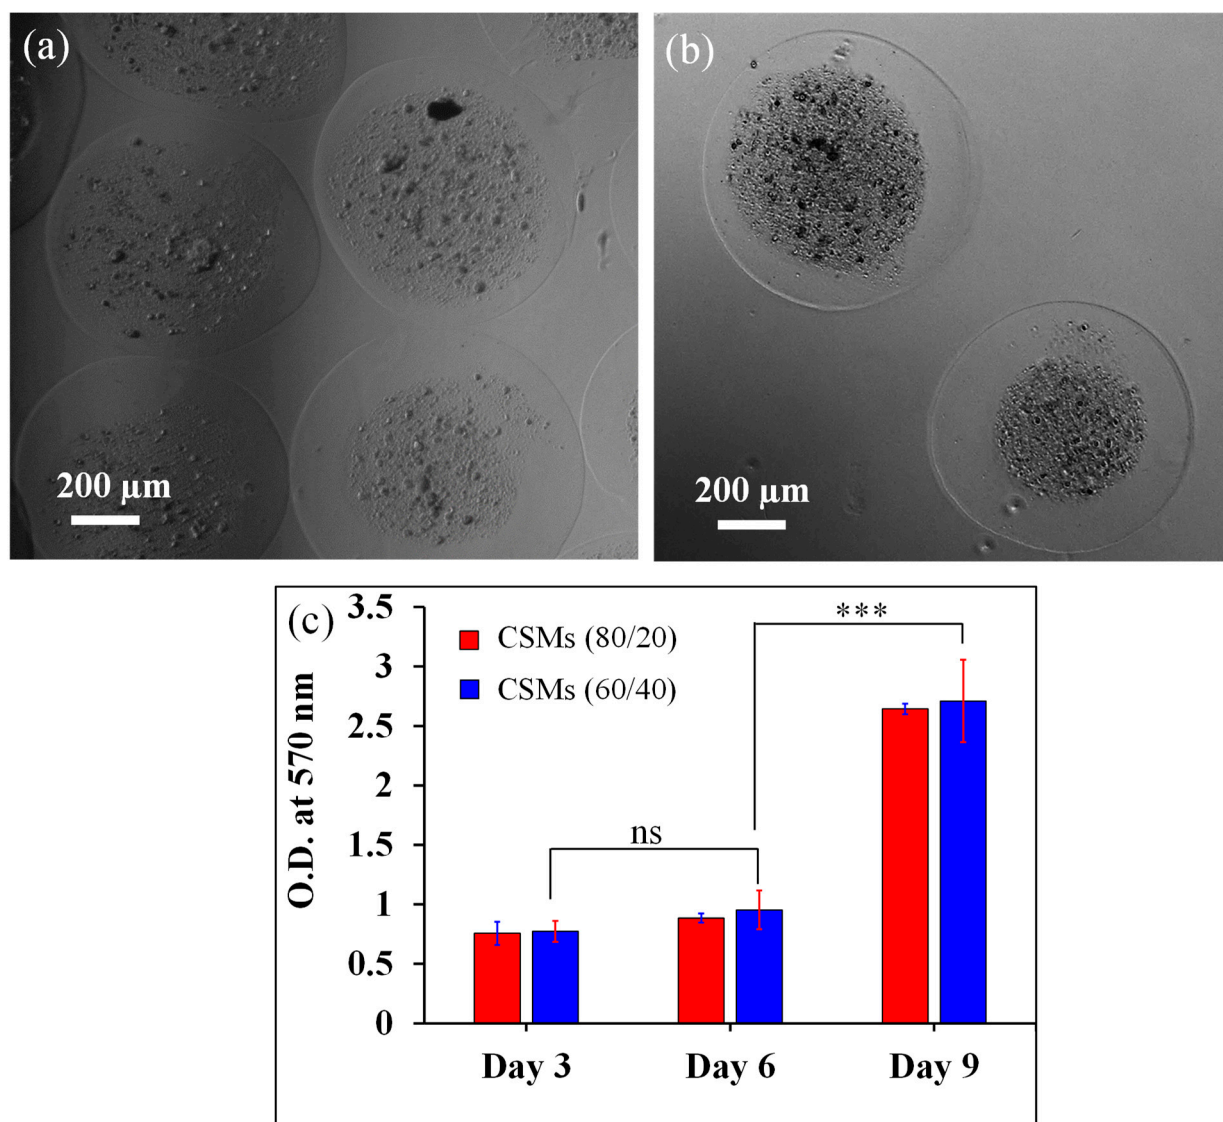 (a)
200 µm
(b)
200 µm
(c)
O.D. at 570 nm
3.5
3
2.5
2
1.5
1
0.5
0
CSMs (80/20)
CSMs (60/40)
ns
***
Day 3
Day 6
Day 9